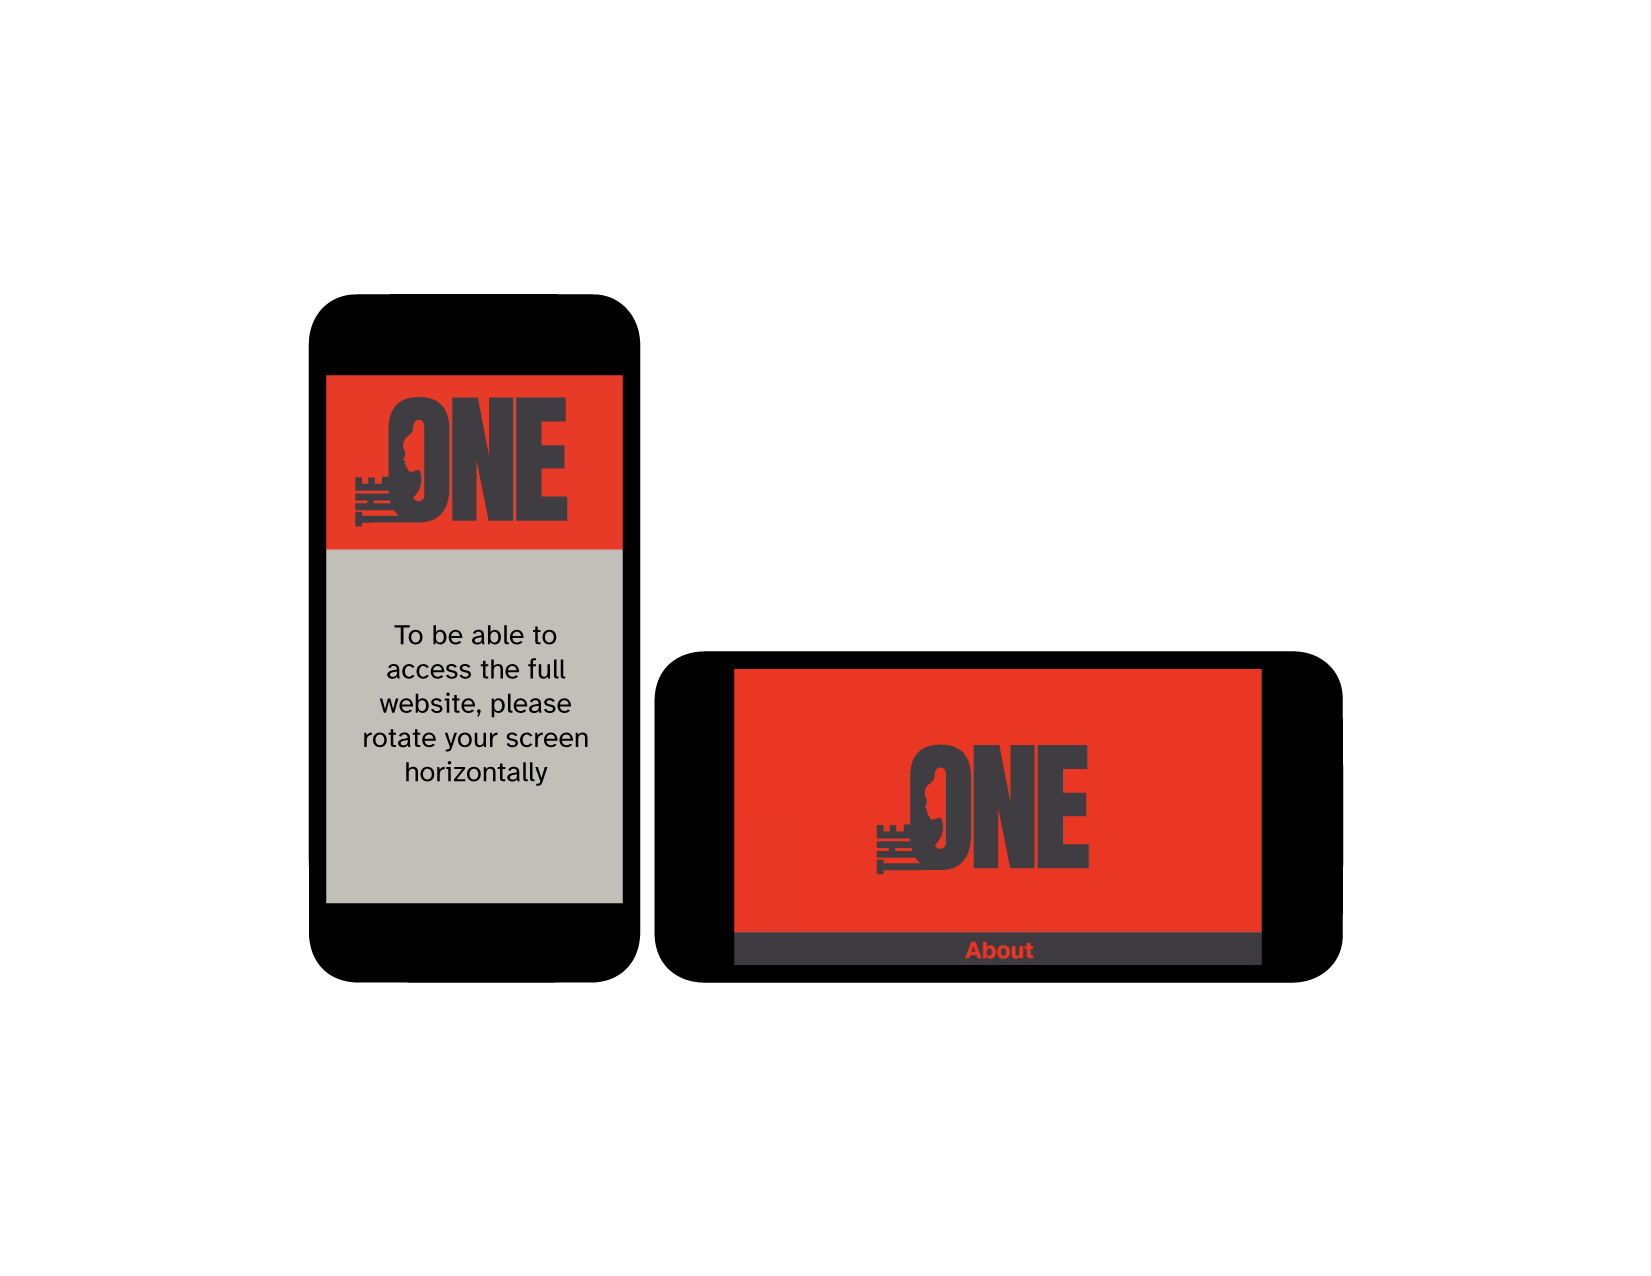 THE ONE
To be able to
access the full
website, please
rotate your screen
horizontally
THE ONE
About